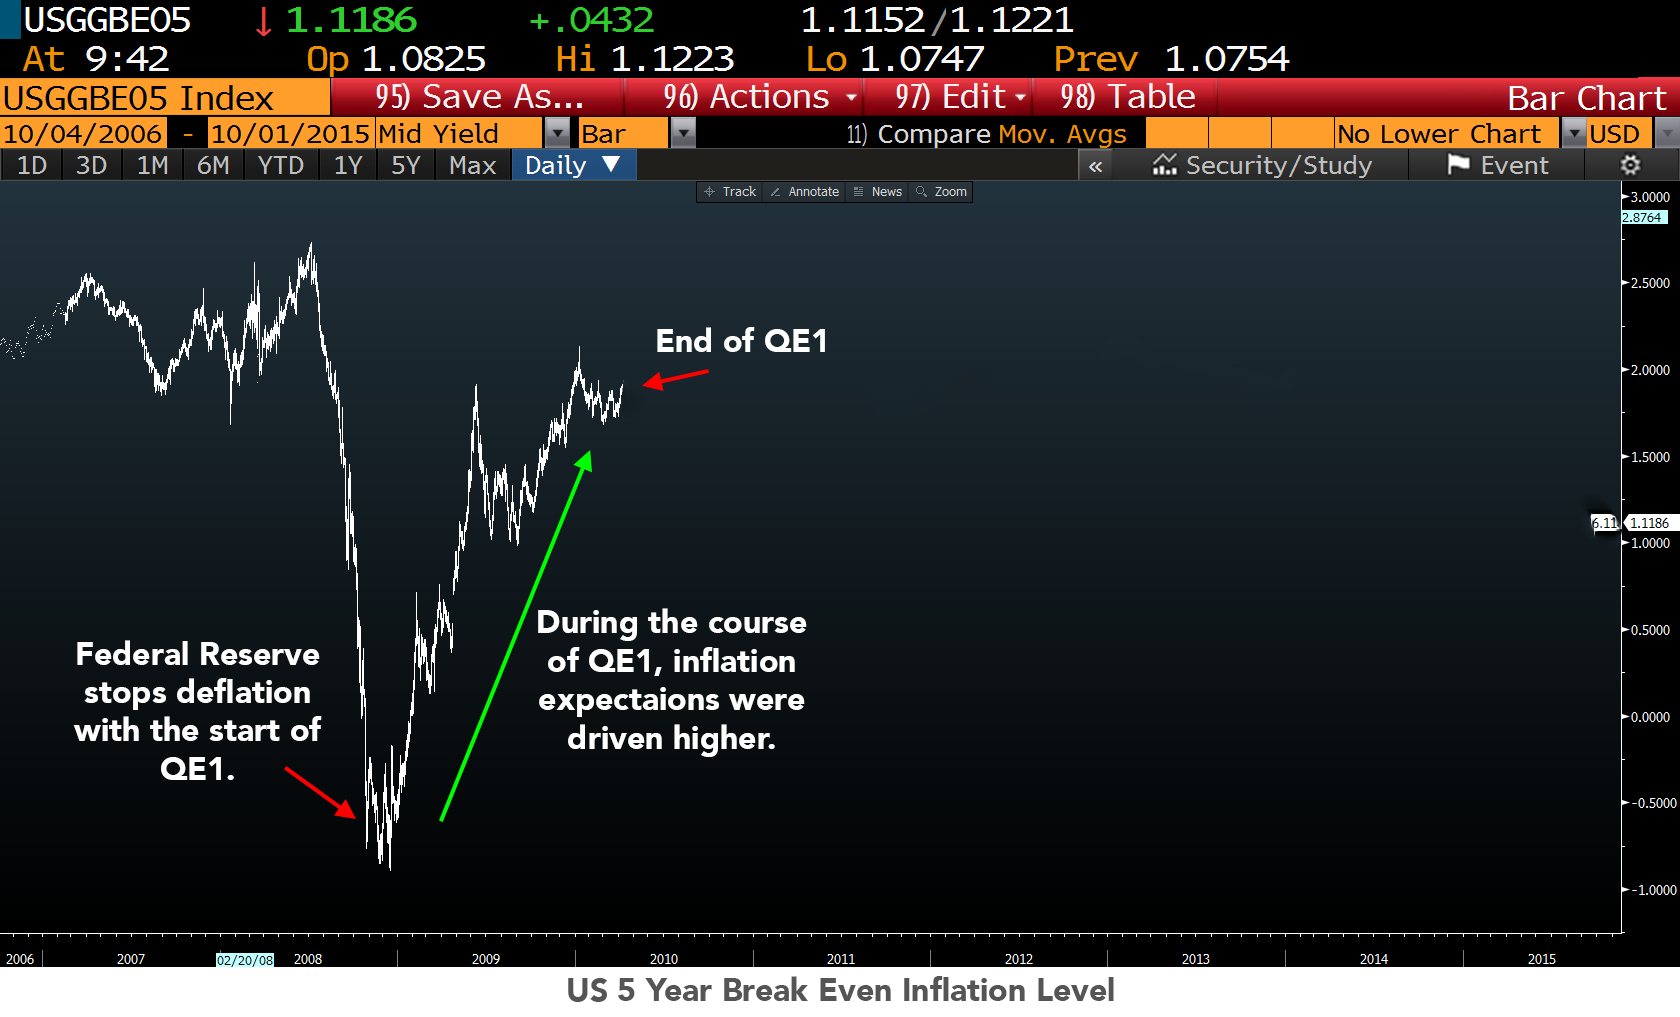 USGGBE05 ↓ 1.1186 +.0432 1.1152/1.1221
At 9:42 Op 1.0825 Hi 1.1223 Lo 1.0747 Prev 1.0754
USGGBE05 Index 95) Save As... 96) Actions 97) Edit 98) Table Bar Chart
10/04/2006 - 10/01/2015 Mid Yield Bar 11) Compare Mov. Avgs No Lower Chart USD
1D 3D 1M 6M YTD 1Y 5Y Max Daily ▼ « Security/Study Event
Track Annotate News Zoom
3.0000
2.8764
2.5000
2.0000
1.5000
6.11 1.1186
1.0000
0.5000
0.0000
-0.5000
-1.0000
End of QE1
During the course
of QE1, inflation
expectaions were
driven higher.
Federal Reserve
stops deflation
with the start of
QE1.
2006 2007 02/20/08 2008 2009 2010 2011 2012 2013 2014 2015
US 5 Year Break Even Inflation Level